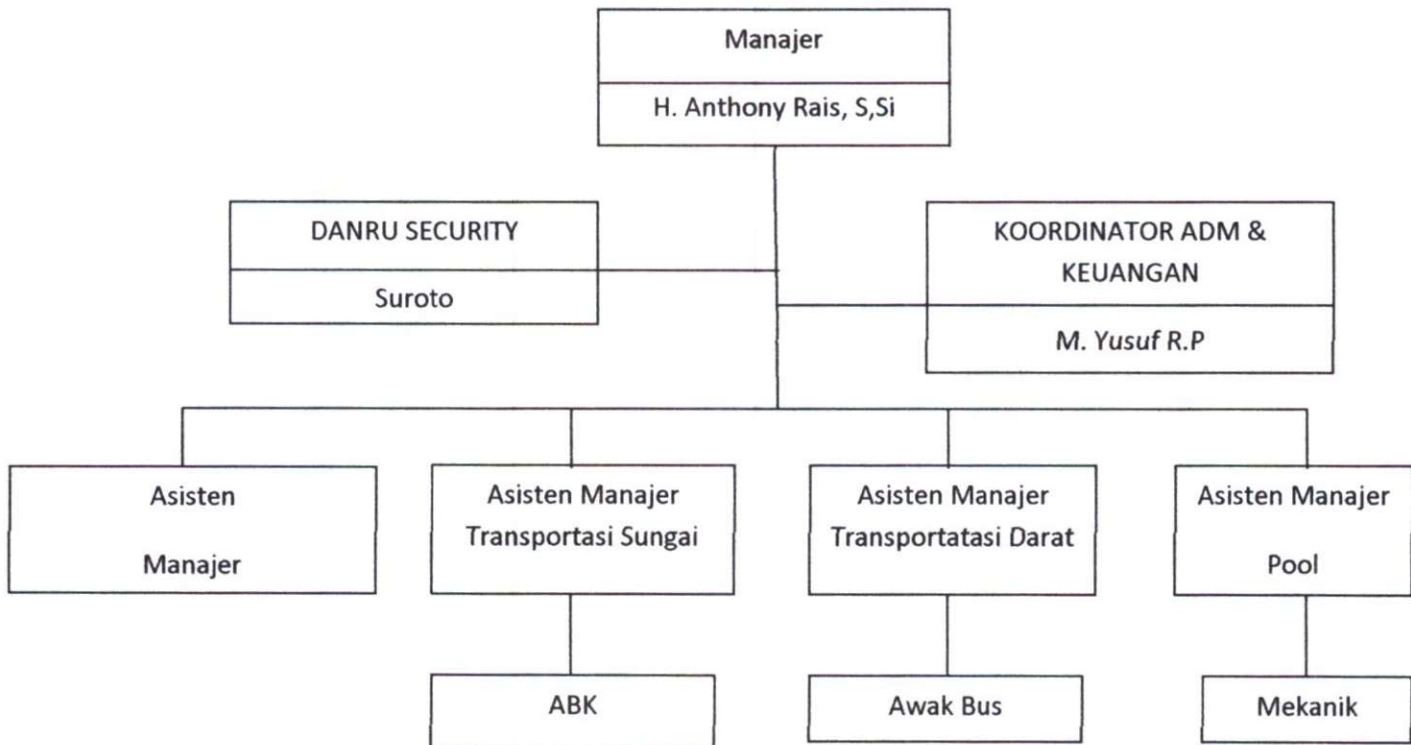 Manajer
H. Anthony Rais, S,Si
DANRU SECURITY
Suroto
KOORDINATOR ADM &
KEUANGAN
M. Yusuf R.P
Asisten
Manajer
Asisten Manajer
Transportasi Sungai
Asisten Manajer
Transportatasi Darat
Asisten Manajer
Pool
ABK
Awak Bus
Mekanik